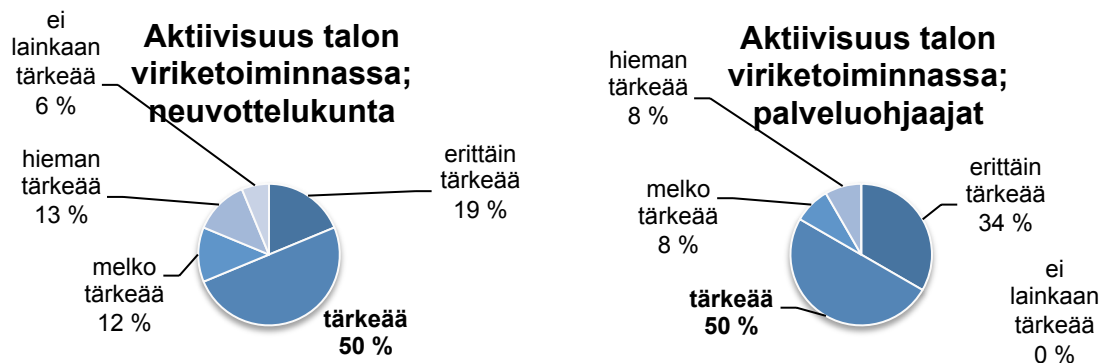 Aktiivisuus talon
viriketoiminnassa;
neuvottelukunta
ei
lainkaan
tärkeää
6 %
hieman
tärkeää
13 %
melko
tärkeää
12 %
erittäin
tärkeää
19 %
tärkeää
50 %
Aktiivisuus talon
viriketoiminnassa;
palveluohjaajat
hieman
tärkeää
8 %
melko
tärkeää
8 %
erittäin
tärkeää
34 %
tärkeää
50 %
ei
lainkaan
tärkeää
0 %